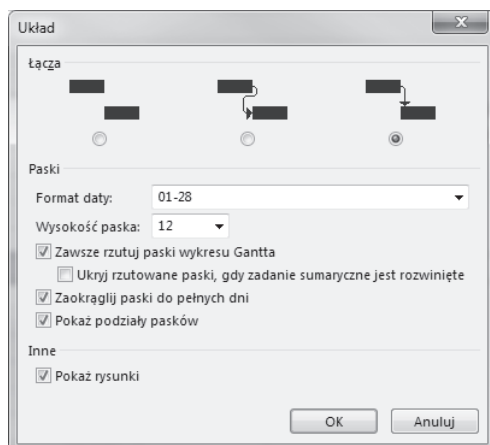 Układ
Łącza
Paski
Format daty: 01-28
Wysokość paska: 12
Zawsze rzutuj paski wykresu Gantta
Ukryj rzutowane paski, gdy zadanie sumaryczne jest rozwinięte
Zaokrąglij paski do pełnych dni
Pokaż podziały pasków
Inne
Pokaż rysunki
OK Anuluj